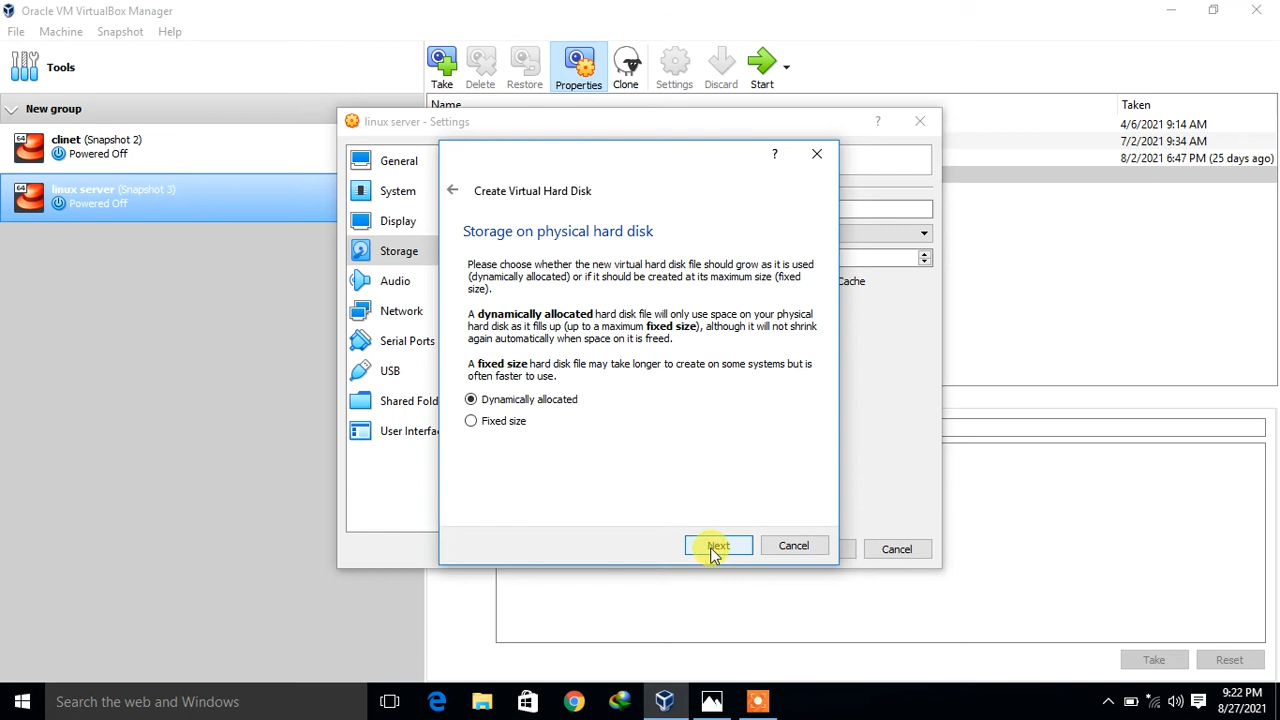 Oracle VM VirtualBox Manager
File Machine Snapshot Help
Tools
New group
clinet (Snapshot 2)
Powered Off
linux server (Snapshot 3)
Powered Off
Take Delete Restore Properties Clone Settings Discard Start
Name Taken
4/6/2021 9:14 AM
7/2/2021 9:34 AM
8/2/2021 6:47 PM (25 days ago)
linux server - Settings
General
System
Display
Storage
Audio
Network
Serial Ports
USB
Shared Fold
User Interfa
Cache
Cancel
Create Virtual Hard Disk
Storage on physical hard disk
Please choose whether the new virtual hard disk file should grow as it is used
(dynamically allocated) or if it should be created at its maximum size (fixed
size).
A dynamically allocated hard disk file will only use space on your physical
hard disk as it fills up (up to a maximum fixed size), although it will not shrink
again automatically when space on it is freed.
A fixed size hard disk file may take longer to create on some systems but is
often faster to use.
Dynamically allocated
Fixed size
Next Cancel
Take Reset
Search the web and Windows
9:22 PM
8/27/2021